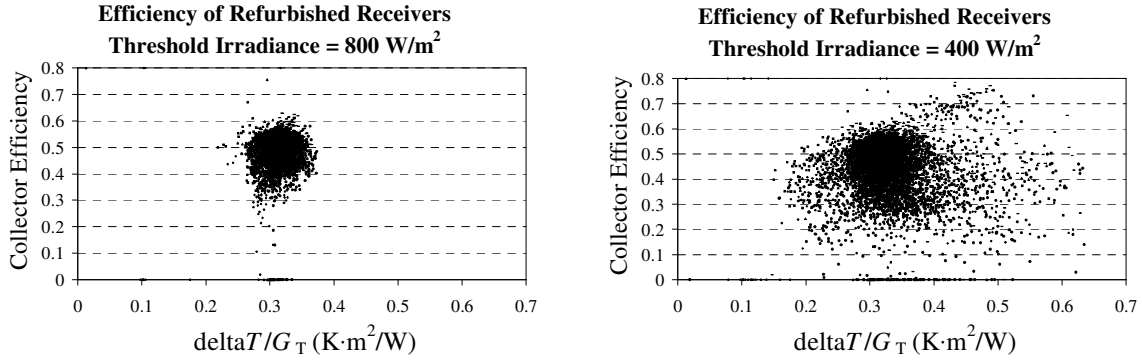 Efficiency of Refurbished Receivers
Threshold Irradiance = 800 W/m²
Collector Efficiency
0.8
0.7
0.6
0.5
0.4
0.3
0.2
0.1
0
0 0.1 0.2 0.3 0.4 0.5 0.6 0.7
deltaT/G_T (K·m²/W)
Efficiency of Refurbished Receivers
Threshold Irradiance = 400 W/m²
Collector Efficiency
0.8
0.7
0.6
0.5
0.4
0.3
0.2
0.1
0
0 0.1 0.2 0.3 0.4 0.5 0.6 0.7
deltaT/G_T (K·m²/W)